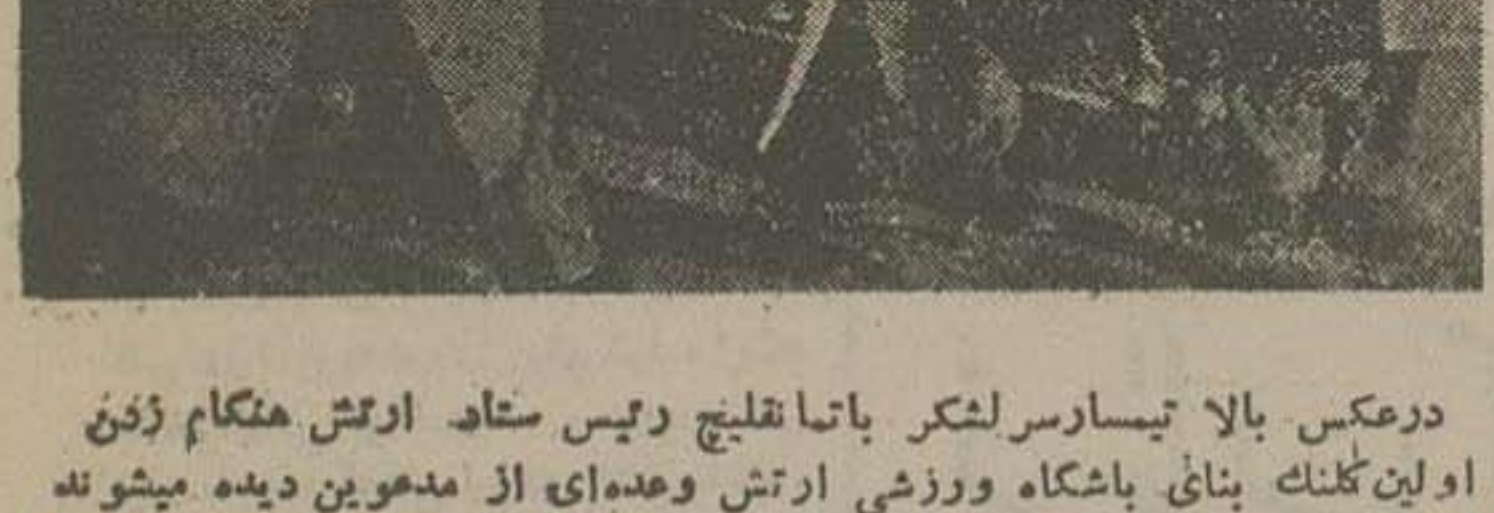 درعکس بالا تیمسارسرلشکر باتمانقلیچ رئیس ستاد ارتش هنگام زدن
اولین کلنك بنای باشگاه ورزشی ارتش وعده‌ای از مدعوین دیده میشوند